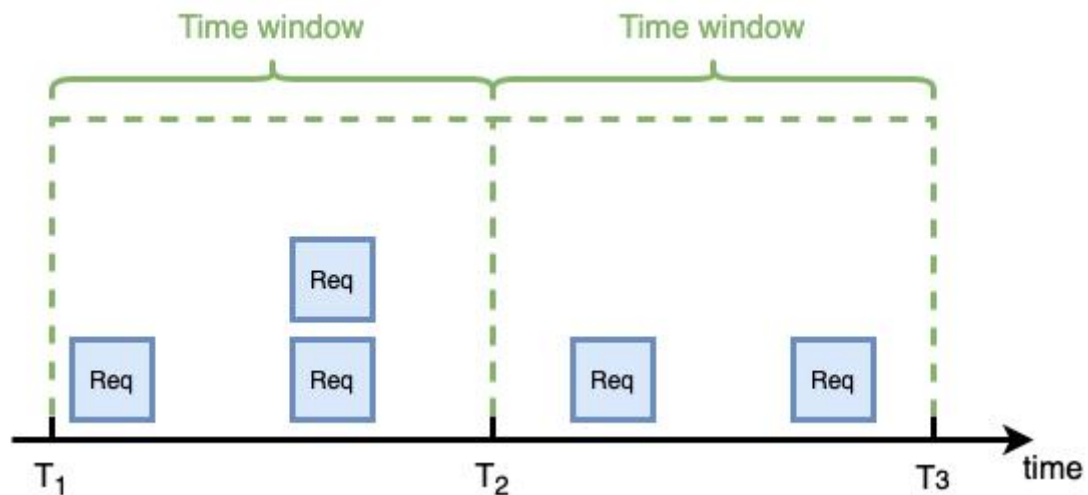 Time window Time window
Req
Req Req Req Req
T1 T2 T3 time